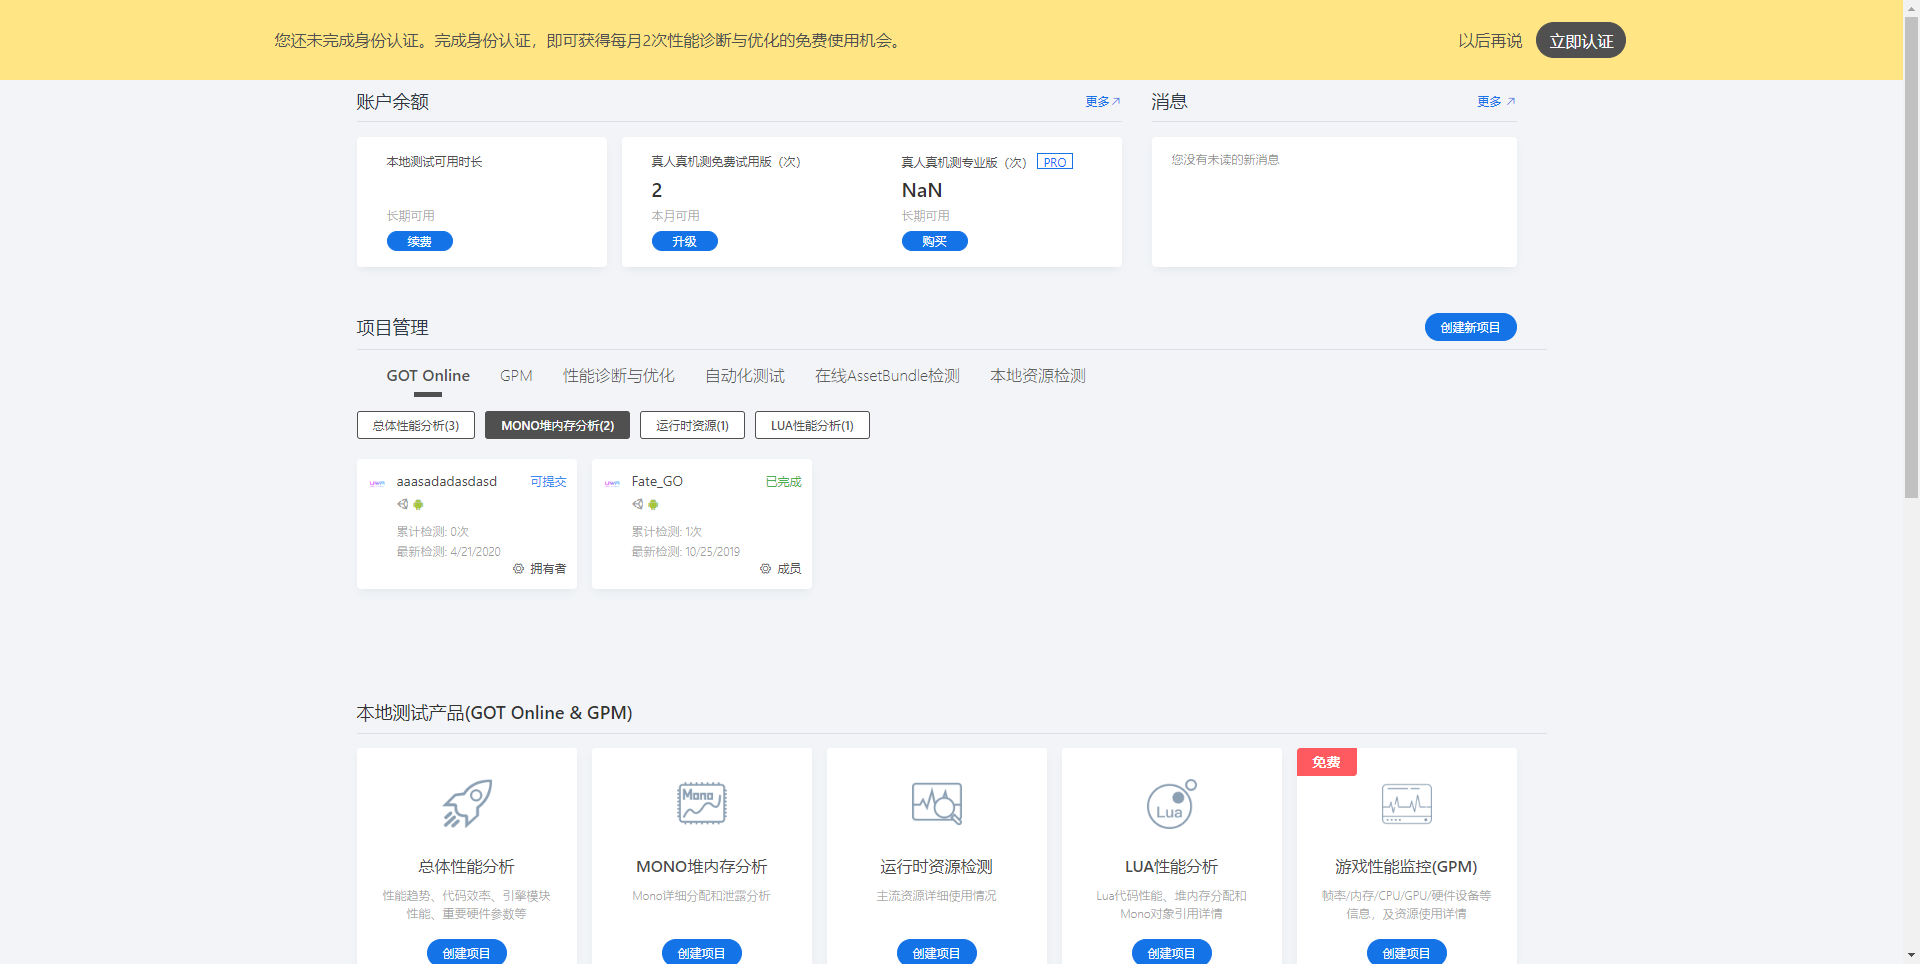 您还未完成身份认证。完成身份认证，即可获得每月2次性能诊断与优化的免费使用机会。
以后再说
立即认证
账户余额
更多
消息
更多
本地测试可用时长
长期可用
续费
真人真机测免费试用版（次）
2
本月可用
升级
真人真机测专业版（次） PRO
NaN
长期可用
购买
您没有未读的新消息
项目管理
创建新项目
GOT Online
GPM
性能诊断与优化
自动化测试
在线AssetBundle检测
本地资源检测
总体性能分析(3)
MONO堆内存分析(2)
运行时资源(1)
LUA性能分析(1)
aaasadadasdasd
可提交
累计检测: 0次
最新检测: 4/21/2020
拥有者
Fate_GO
已完成
累计检测: 1次
最新检测: 10/25/2019
成员
本地测试产品(GOT Online & GPM)
总体性能分析
性能趋势、代码效率、引擎模块
性能、重要硬件参数等
创建项目
Mono
MONO堆内存分析
Mono详细分配和泄露分析
创建项目
运行时资源检测
主流资源详细使用情况
创建项目
Lua
LUA性能分析
Lua代码性能、堆内存分配和
Mono对象引用详情
创建项目
免费
游戏性能监控(GPM)
帧率/内存/CPU/GPU/硬件设备等
信息，及资源使用详情
创建项目